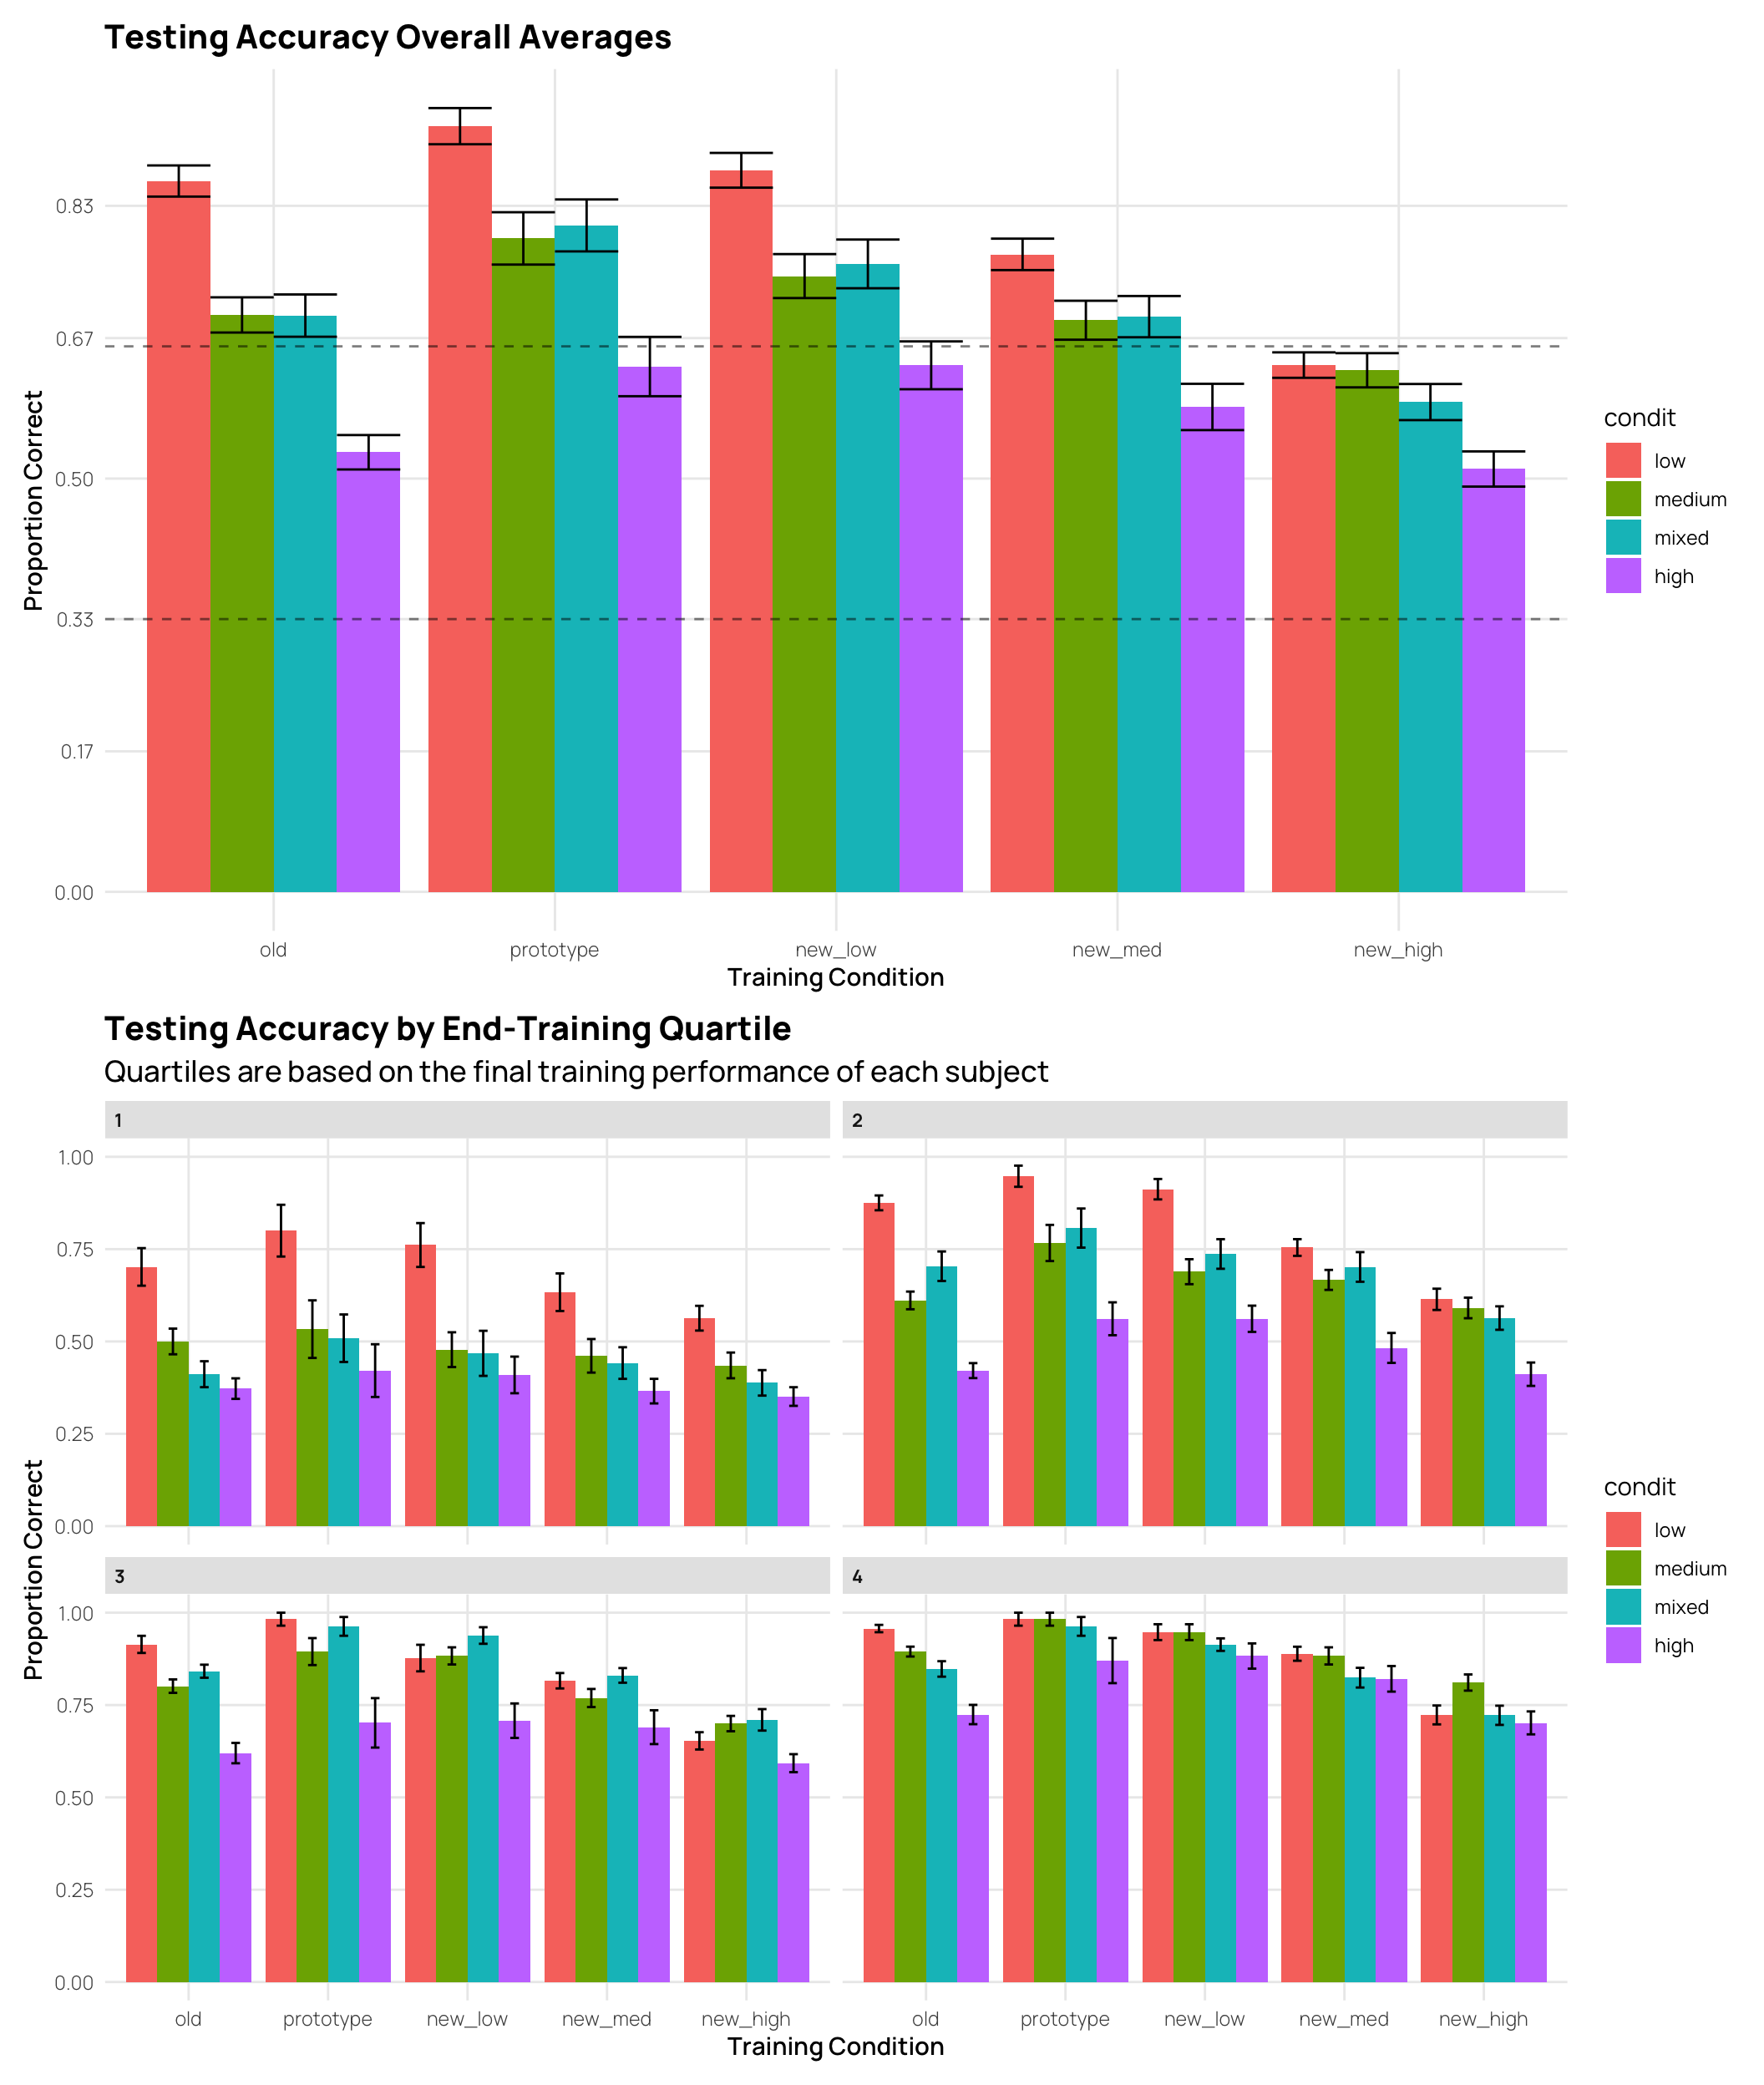 Testing Accuracy Overall Averages
Proportion Correct
0.83
0.67
0.50
0.33
0.17
0.00
old prototype new_low new_med new_high
Training Condition
condit
low
medium
mixed
high
Testing Accuracy by End-Training Quartile
Quartiles are based on the final training performance of each subject
Proportion Correct
1 2
1.00
0.75
0.50
0.25
0.00
3 4
1.00
0.75
0.50
0.25
0.00
old prototype new_low new_med new_high old prototype new_low new_med new_high
Training Condition
condit
low
medium
mixed
high